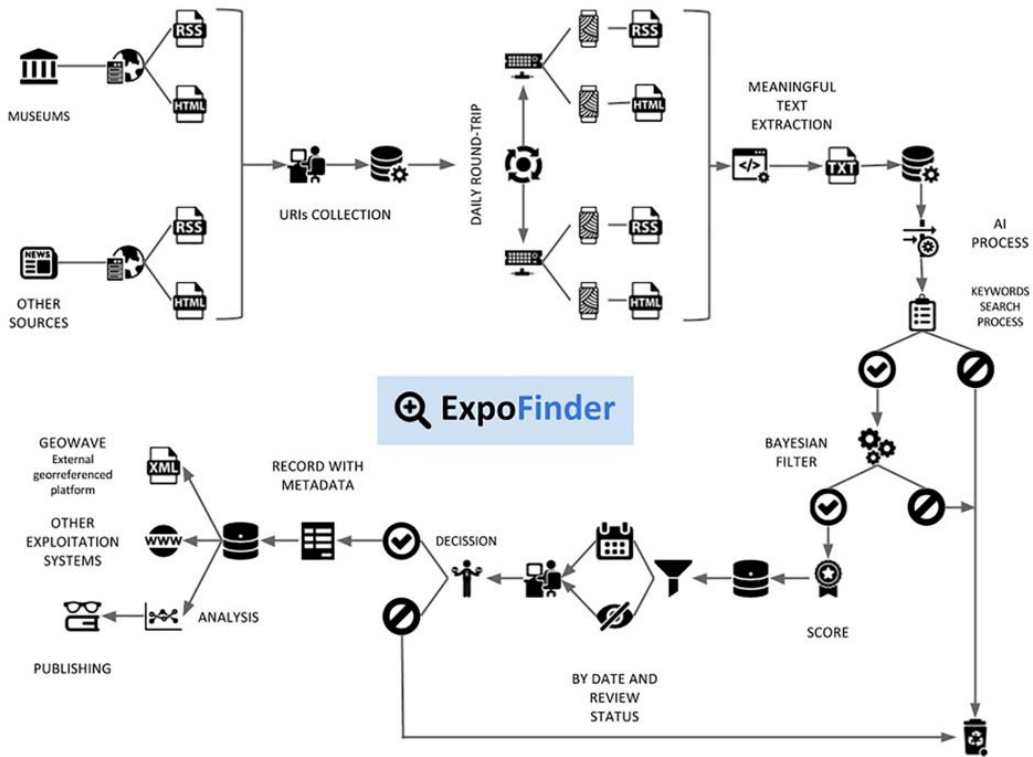 RSS
MUSEUMS
HTML
RSS
NEWS
OTHER
SOURCES
HTML
URIs COLLECTION
DAILY ROUND-TRIP
RSS
HTML
RSS
HTML
MEANINGFUL
TEXT
EXTRACTION
</>
TXT
AI
PROCESS
KEYWORDS
SEARCH
PROCESS
ExpoFinder
BAYESIAN
FILTER
SCORE
BY DATE AND
REVIEW
STATUS
DECISSION
RECORD WITH
METADATA
GEOWAVE
External
georreferenced
platform
XML
OTHER
EXPLOITATION
SYSTEMS
WWW
ANALYSIS
PUBLISHING